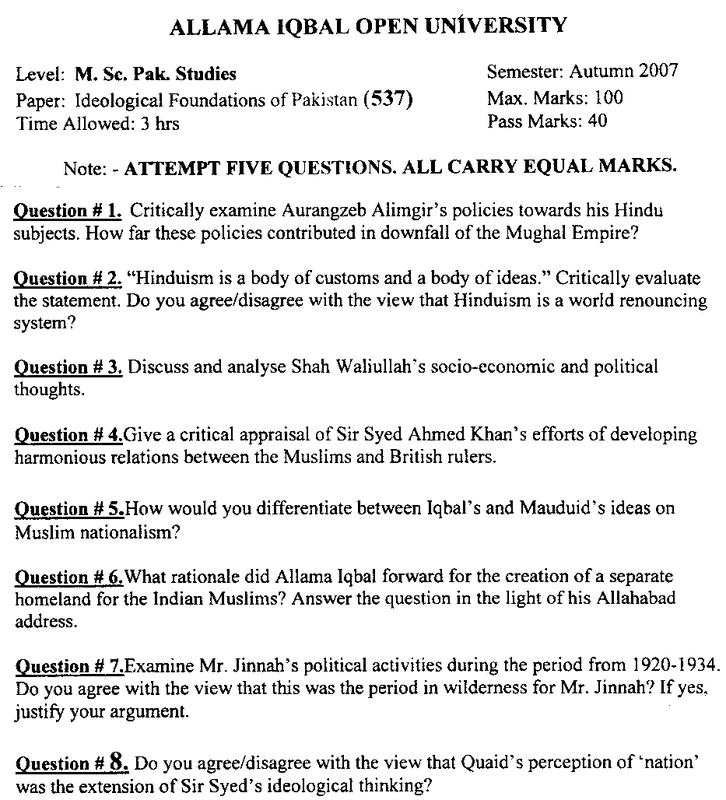 ALLAMA IQBAL OPEN UNÍVERSITY
Level: M. Sc. Pak. Studies
Semester: Autumn 2007
Paper: Ideological Foundations of Pakistan (537)
Max. Marks: 100
Time Allowed: 3 hrs
Pass Marks: 40
Note: - ATTEMPT FIVE QUESTIONS. ALL CARRY EQUAL MARKS.
Question # 1. Critically examine Aurangzeb Alimgir's policies towards his Hindu
subjects. How far these policies contributed in downfall of the Mughal Empire?
Question # 2. "Hinduism is a body of customs and a body of ideas." Critically evaluate
the statement. Do you agree/disagree with the view that Hinduism is a world renouncing
system?
Question # 3. Discuss and analyse Shah Waliullah's socio-economic and political
thoughts.
Question # 4.Give a critical appraisal of Sir Syed Ahmed Khan's efforts of developing
harmonious relations between the Muslims and British rulers.
Question # 5.How would you differentiate between Iqbal's and Mauduid's ideas on
Muslim nationalism?
Question # 6.What rationale did Allama Iqbal forward for the creation of a separate
homeland for the Indian Muslims? Answer the question in the light of his Allahabad
address.
Question # 7.Examine Mr. Jinnah's political activities during the period from 1920-1934.
Do you agree with the view that this was the period in wilderness for Mr. Jinnah? If yes,
justify your argument.
Question # 8. Do you agree/disagree with the view that Quaid's perception of 'nation'
was the extension of Sir Syed's ideological thinking?